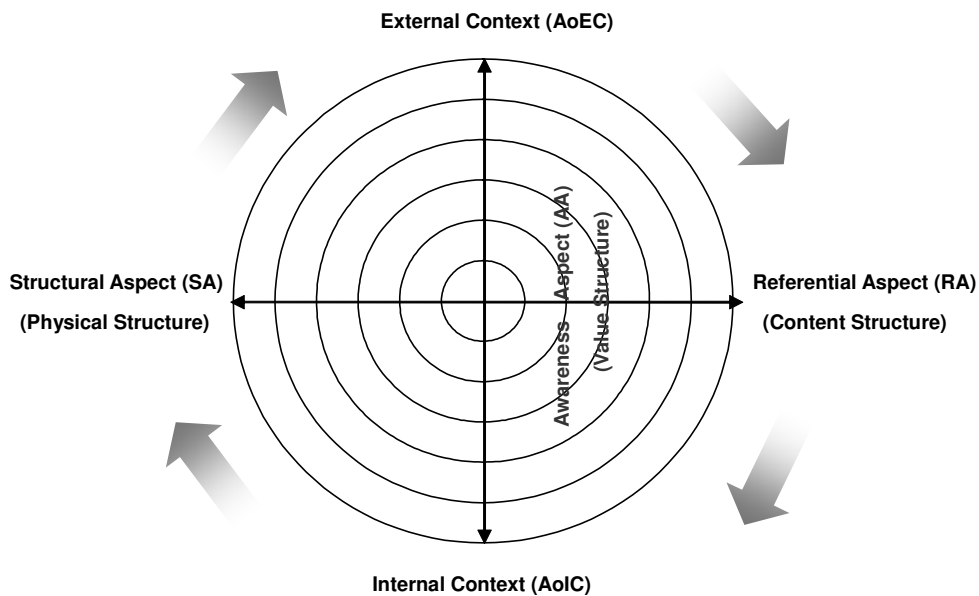 External Context (AoEC)
Structural Aspect (SA)
(Physical Structure)
Awareness Aspect (AA)
(Value Structure)
Referential Aspect (RA)
(Content Structure)
Internal Context (AoIC)